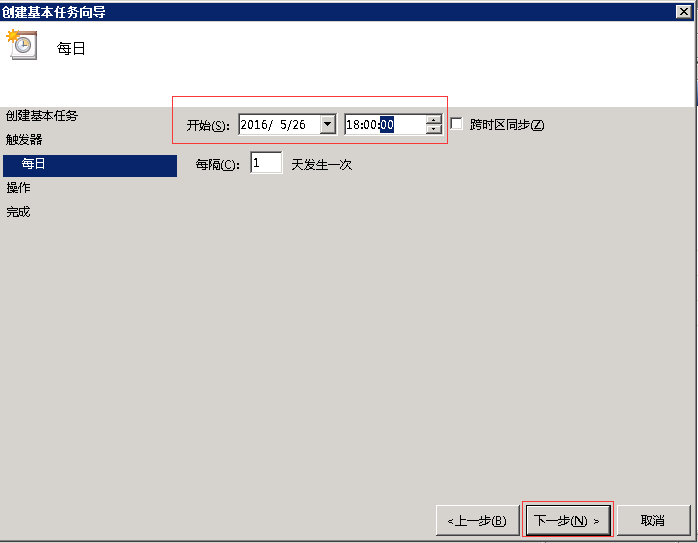 创建基本任务向导
每日
创建基本任务
触发器
每日
操作
完成
开始(S): 2016/ 5/26 18:00:00 跨时区同步(Z)
每隔(C): 1 天发生一次
<上一步(B) 下一步(N) > 取消